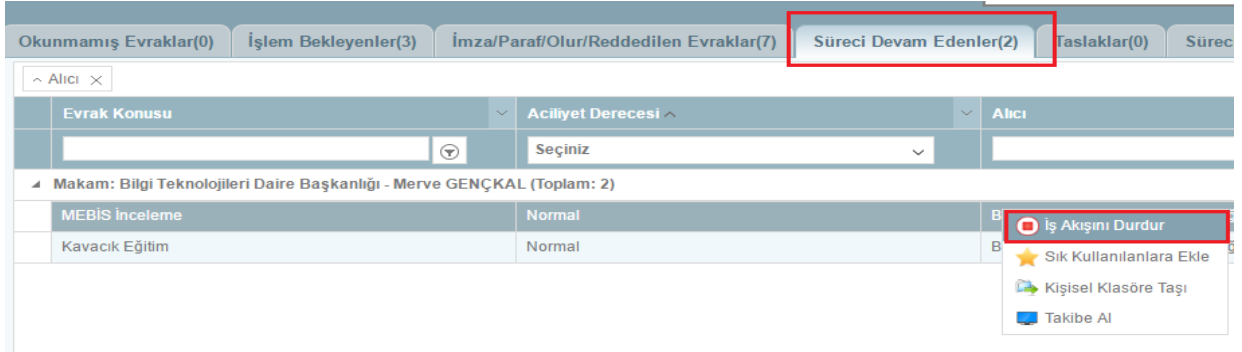 Okunmamış Evraklar(0) İşlem Bekleyenler(3) İmza/Paraf/Olur/Reddedilen Evraklar(7) Süreci Devam Edenler(2) Taslaklar(0)
Alıcı
Evrak Konusu Aciliyet Derecesi Alıcı
Seçiniz
Makam: Bilgi Teknolojileri Daire Başkanlığı - Merve GENÇKAL (Toplam: 2)
MEBİS İnceleme Normal
İş Akışını Durdur
Kavacık Eğitim Normal
Sık Kullanılanlara Ekle
Kişisel Klasöre Taşı
Takibe Al